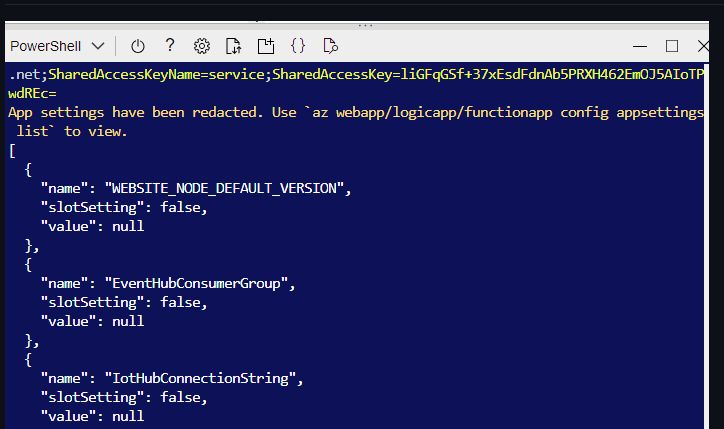 PowerShell
.net;SharedAccessKeyName=service;SharedAccessKey=liGFqGSf+37xEsdFdnAb5PRXH462EmOJ5AIoTP
wdREc=
App settings have been redacted. Use `az webapp/logicapp/functionapp config appsettings
 list` to view.
[
  {
    "name": "WEBSITE_NODE_DEFAULT_VERSION",
    "slotSetting": false,
    "value": null
  },
  {
    "name": "EventHubConsumerGroup",
    "slotSetting": false,
    "value": null
  },
  {
    "name": "IotHubConnectionString",
    "slotSetting": false,
    "value": null